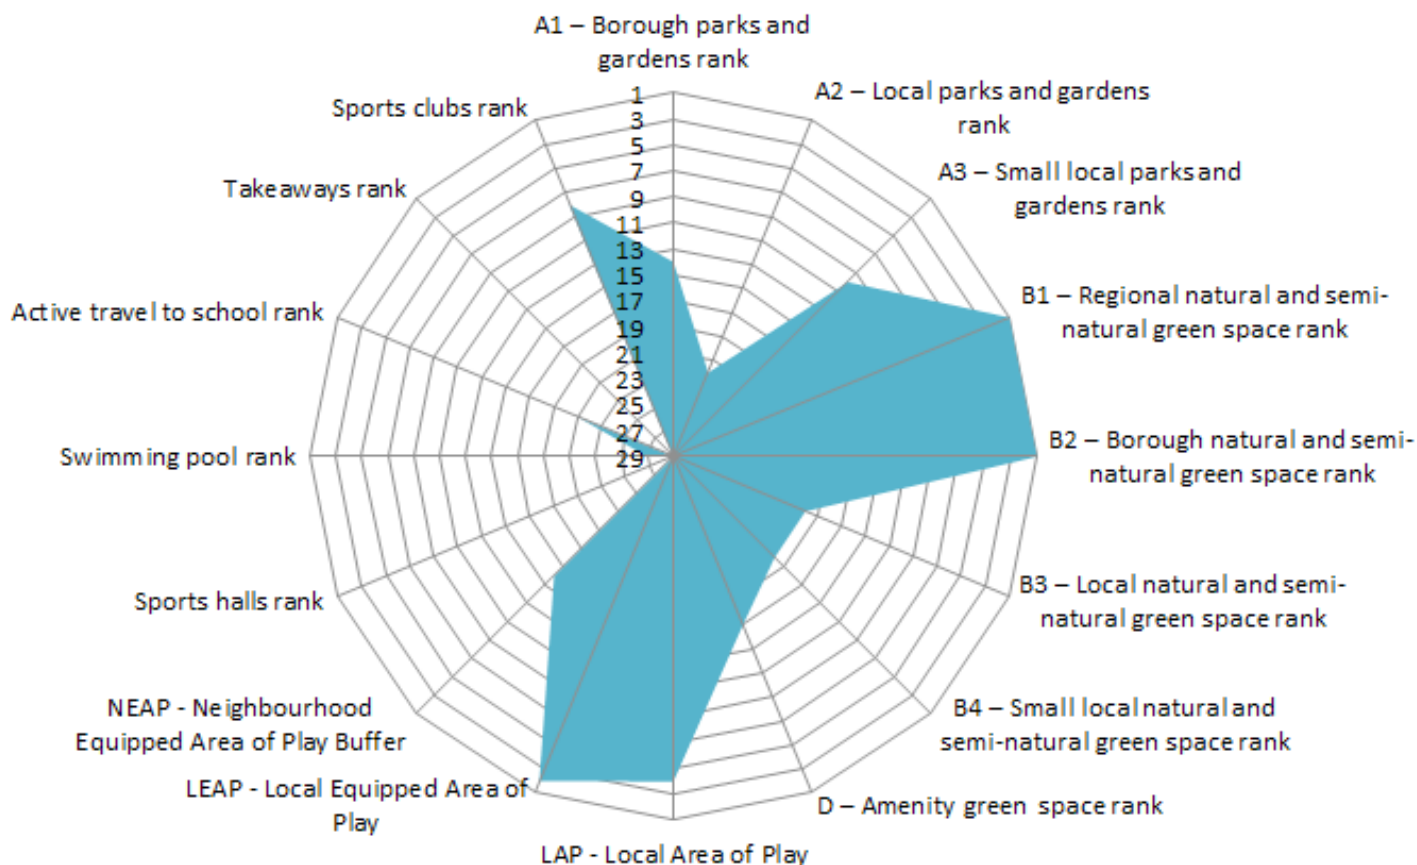 A1 – Borough parks and
gardens rank
A2 – Local parks and gardens
rank
A3 – Small local parks and
gardens rank
B1 – Regional natural and semi-
natural green space rank
B2 – Borough natural and semi-
natural green space rank
B3 – Local natural and semi-
natural green space rank
B4 – Small local natural and
semi-natural green space rank
D – Amenity green space rank
LAP - Local Area of Play
LEAP - Local Equipped Area of
Play
NEAP - Neighbourhood
Equipped Area of Play Buffer
Sports halls rank
Swimming pool rank
Active travel to school rank
Takeaways rank
Sports clubs rank
1
3
5
7
9
11
13
15
17
19
21
23
25
27
29